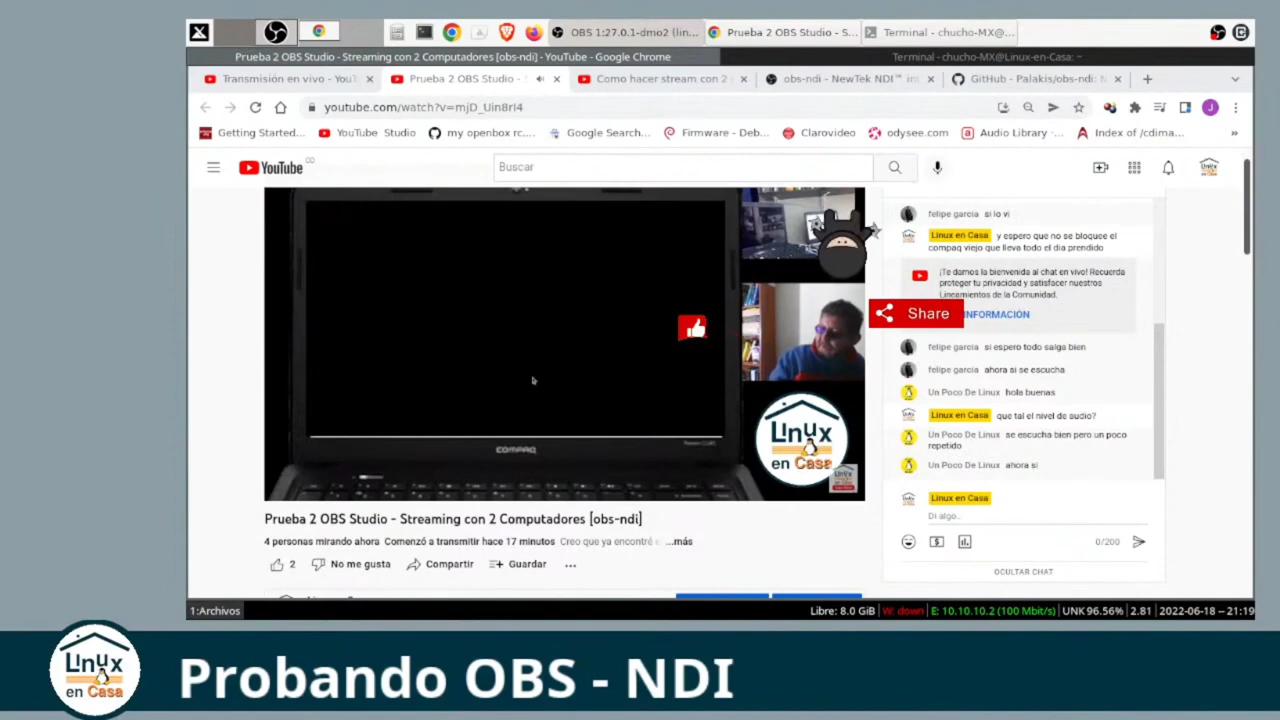 OBS 1:27.0.1-dmo2 (lin...
Prueba 2 OBS Studio - S...
Terminal - chucho-MX@...
Prueba 2 OBS Studio - Streaming con 2 Computadores [obs-ndi] - YouTube - Google Chrome
Terminal - chucho-MX@Linux-en-Casa: ~
Transmisión en vivo - YouT
Prueba 2 OBS Studio -
Como hacer stream con 2
obs-ndi - NewTek NDI™ in
GitHub - Palakis/obs-ndi: N
youtube.com/watch?v=mjD_Uin8rI4
J
Getting Started...
YouTube Studio
my openbox rc....
Google Search...
Firmware - Deb...
Clarovideo
odysee.com
Audio Library -...
Index of /cdima...
YouTube CO
Buscar
felipe garcia si lo vi
Linux en Casa y espero que no se bloquee el
compaq viejo que lleva todo el dia prendido
¡Te damos la bienvenida al chat en vivo! Recuerda
proteger tu privacidad y satisfacer nuestros
Lineamientos de la Comunidad.
Share
INFORMACIÓN
felipe garcia si espero todo salga bien
felipe garcia ahora si se escucha
Un Poco De Linux hola buenas
Linux en Casa que tal el nivel de audio?
Un Poco De Linux se escucha bien pero un poco
repetido
Un Poco De Linux ahora si
Linux en Casa
Di algo...
0/200
OCULTAR CHAT
COMPAQ
Linux
en Casa
Prueba 2 OBS Studio - Streaming con 2 Computadores [obs-ndi]
4 personas mirando ahora Comenzó a transmitir hace 17 minutos Creo que ya encontré e ...más
2
No me gusta
Compartir
Guardar
1:Archivos
Libre: 8.0 GiB | W: down | E: 10.10.10.2 (100 Mbit/s) | UNK 96.56% | 2.81 | 2022-06-18 -- 21:19
Linux
en Casa
Probando OBS - NDI